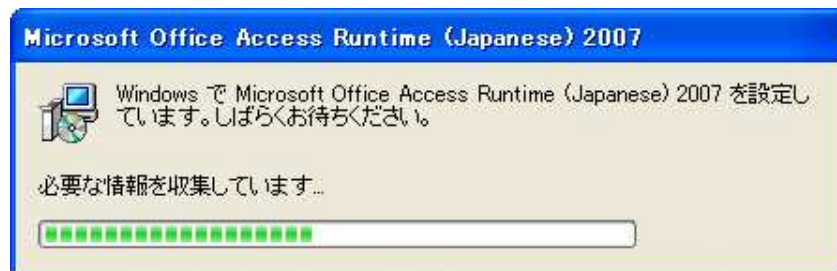 Microsoft Office Access Runtime (Japanese) 2007
Windows で Microsoft Office Access Runtime (Japanese) 2007 を設定し
ています。しばらくお待ちください。
必要な情報を収集しています...